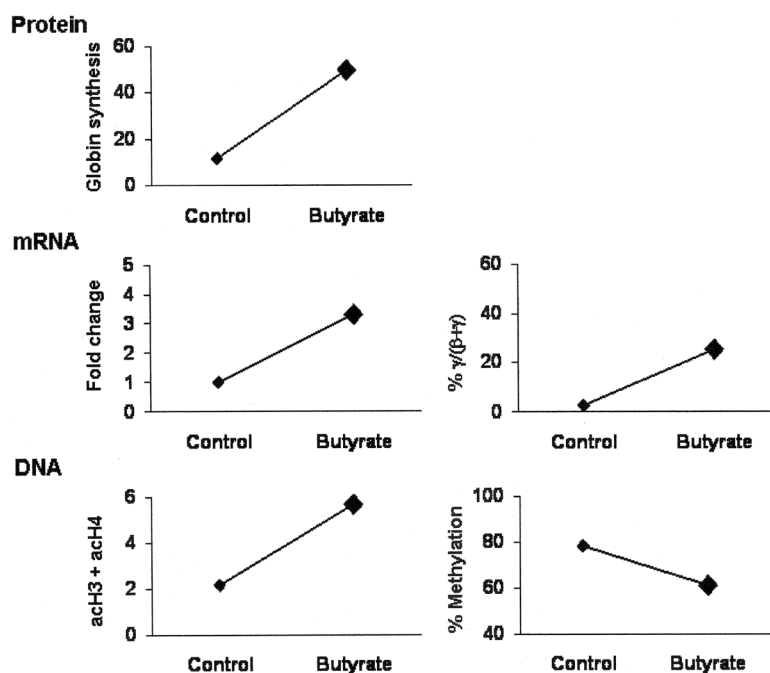 Protein
Globin synthesis
60
40
20
0
Control Butyrate
mRNA
Fold change
5
4
3
2
1
0
Control Butyrate
% γ/(β+γ)
60
40
20
0
Control Butyrate
DNA
acH3 + acH4
6
4
2
0
Control Butyrate
% Methylation
100
80
60
40
Control Butyrate